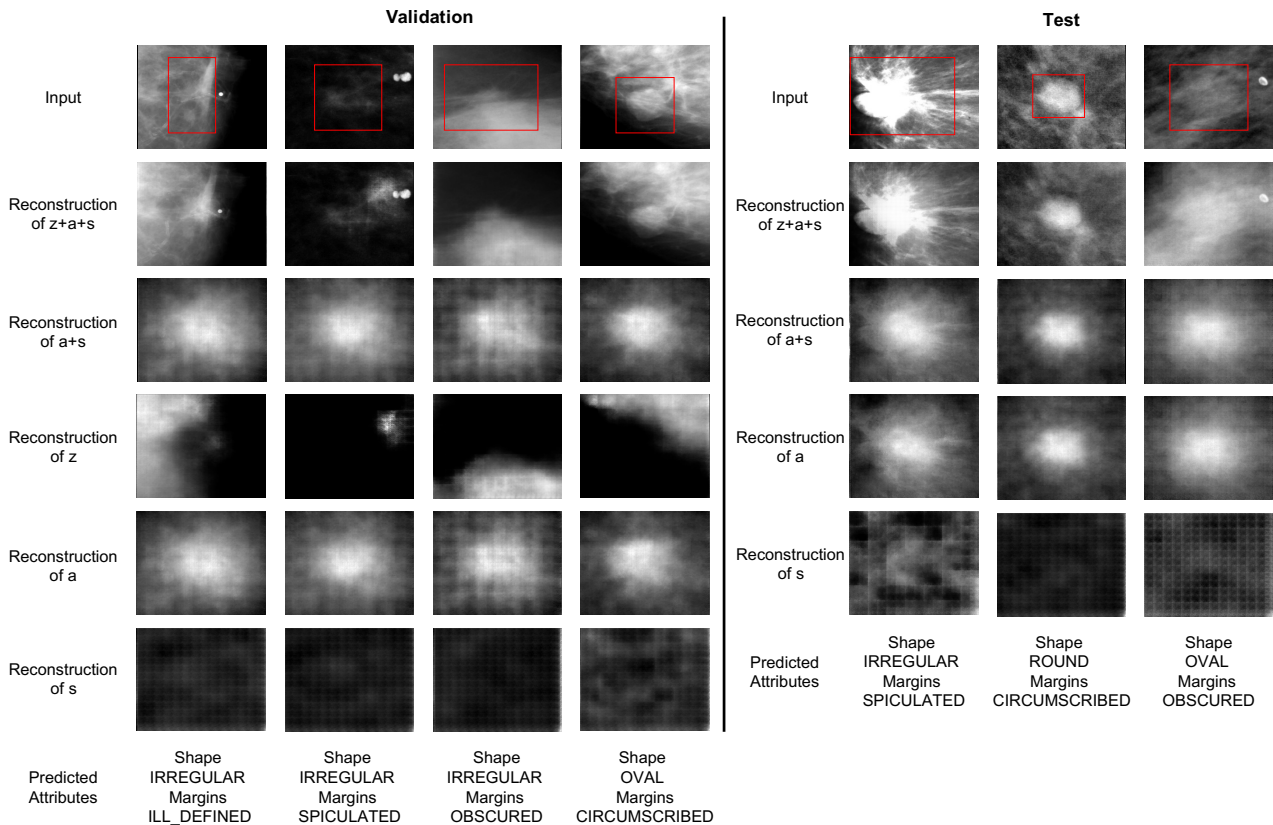 Validation
Input
Reconstruction
of z+a+s
Reconstruction
of a+s
Reconstruction
of z
Reconstruction
of a
Reconstruction
of s
Predicted
Attributes
Shape
IRREGULAR
Margins
ILL_DEFINED
Shape
IRREGULAR
Margins
SPICULATED
Shape
IRREGULAR
Margins
OBSCURED
Shape
OVAL
Margins
CIRCUMSCRIBED
Test
Input
Reconstruction
of z+a+s
Reconstruction
of a+s
Reconstruction
of a
Reconstruction
of s
Predicted
Attributes
Shape
IRREGULAR
Margins
SPICULATED
Shape
ROUND
Margins
CIRCUMSCRIBED
Shape
OVAL
Margins
OBSCURED